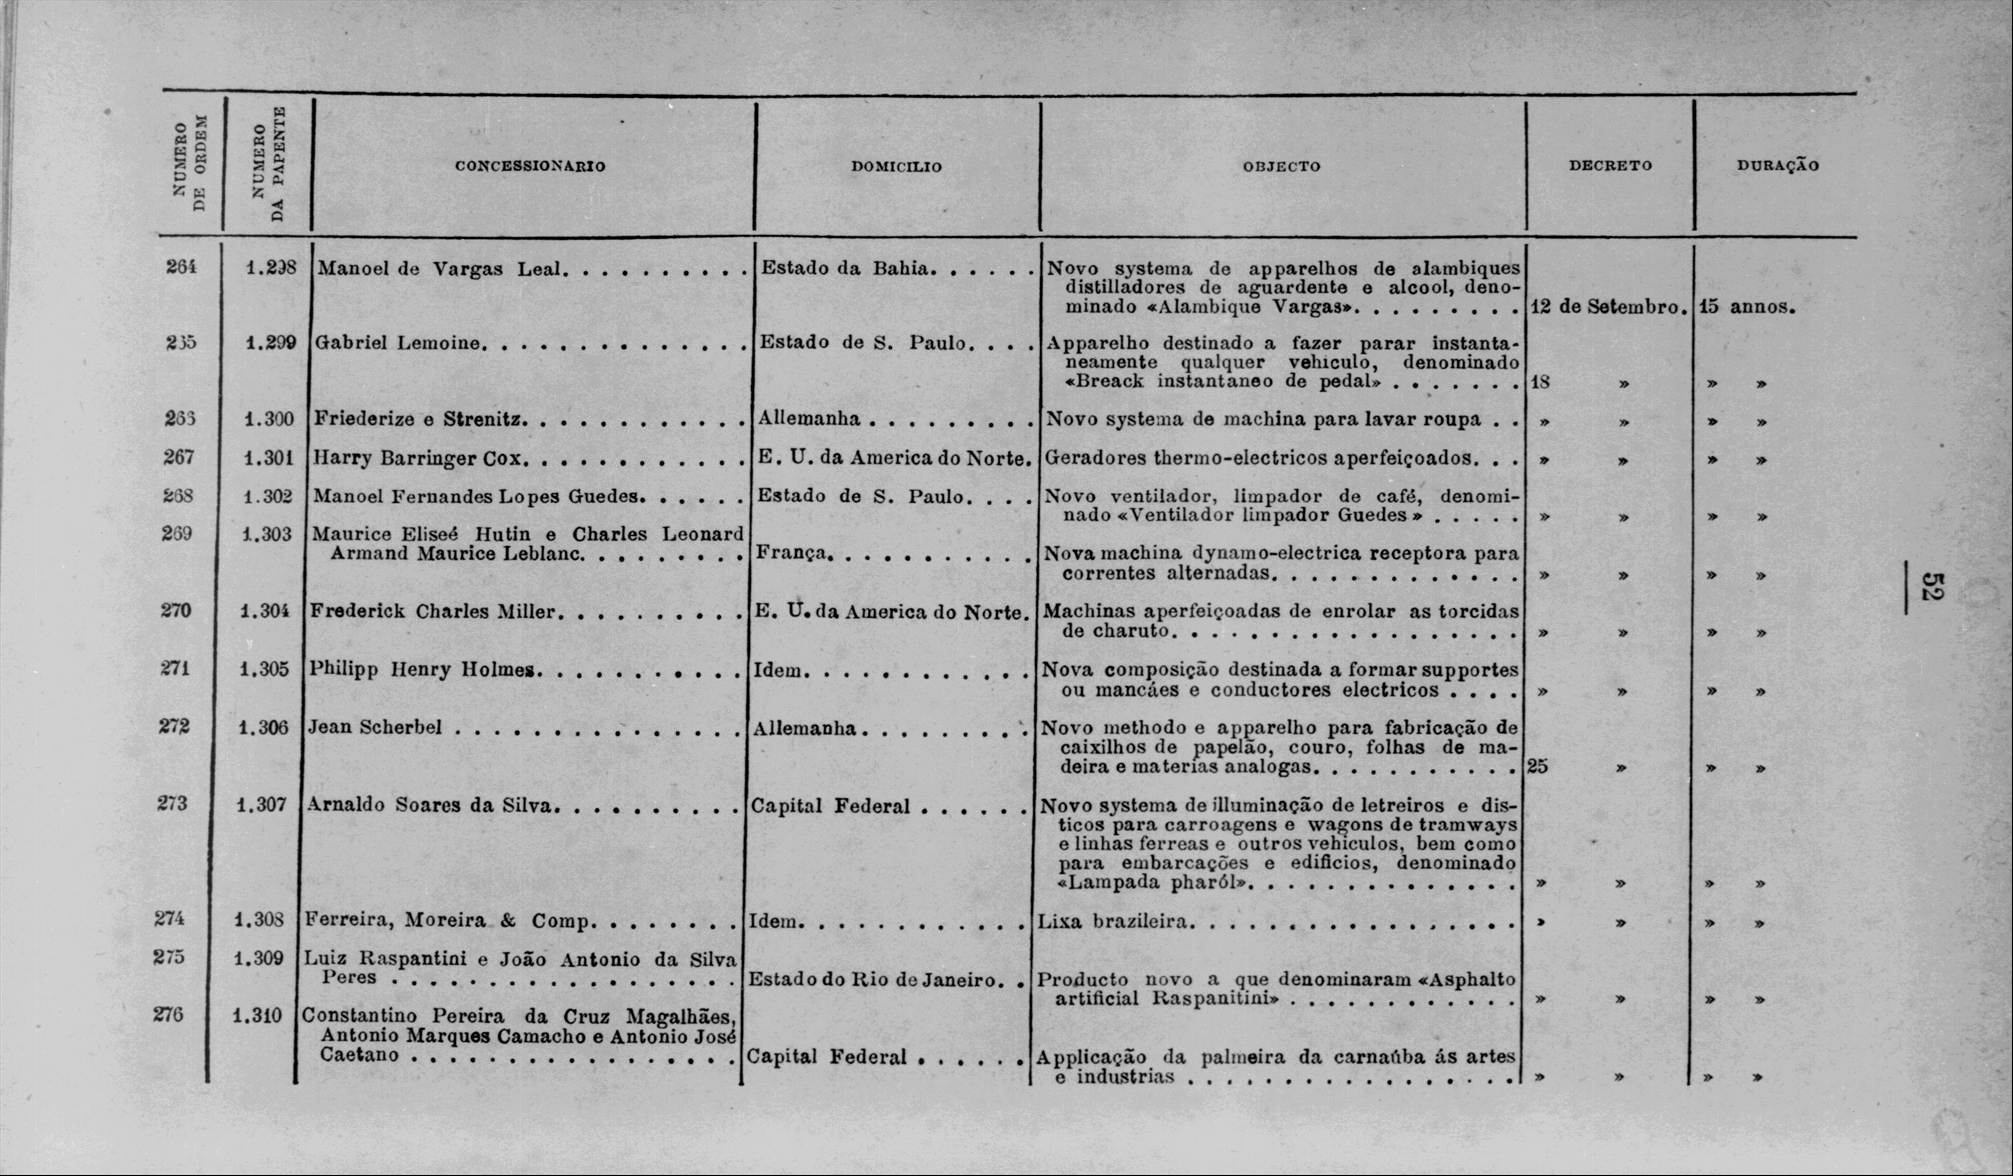 NUMERO DE ORDEM
NUMERO DA PAPENTE
CONCESSIONARIO
DOMICILIO
OBJECTO
DECRETO
DURAÇÃO
264 1.298 Manoel de Vargas Leal. . . . . . . . . . Estado da Bahia. . . . . . Novo systema de apparelhos de alambiques
distilladores de aguardente e alcool, deno-
minado «Alambique Vargas». . . . . . . . . 12 de Setembro. 15 annos.
265 1.299 Gabriel Lemoine. . . . . . . . . . . . . . Estado de S. Paulo. . . . Apparelho destinado a fazer parar instanta-
neamente qualquer vehiculo, denominado
«Breack instantaneo de pedal» . . . . . . . 18 » » »
266 1.300 Friederize e Strenitz. . . . . . . . . . . . Allemanha . . . . . . . . . Novo systema de machina para lavar roupa . . » » » »
267 1.301 Harry Barringer Cox. . . . . . . . . . . . E. U. da America do Norte. Geradores thermo-electricos aperfeiçoados. . . » » » »
268 1.302 Manoel Fernandes Lopes Guedes. . . . . . Estado de S. Paulo. . . . Novo ventilador, limpador de café, denomi-
nado «Ventilador limpador Guedes» . . . . . » » » »
269 1.303 Maurice Eliseé Hutin e Charles Leonard
Armand Maurice Leblanc. . . . . . . . . França. . . . . . . . . . . Nova machina dynamo-electrica receptora para
correntes alternadas. . . . . . . . . . . . . » » » »
270 1.304 Frederick Charles Miller. . . . . . . . . . E. U. da America do Norte. Machinas aperfeiçoadas de enrolar as torcidas
de charuto. . . . . . . . . . . . . . . . . . » » » »
271 1.305 Philipp Henry Holmes. . . . . . . . . . . Idem. . . . . . . . . . . . Nova composição destinada a formar supportes
ou mancáes e conductores electricos . . . . » » » »
272 1.306 Jean Scherbel . . . . . . . . . . . . . . . Allemanha. . . . . . . . . Novo methodo e apparelho para fabricação de
caixilhos de papelão, couro, folhas de ma-
deira e materias analogas. . . . . . . . . . . 25 » » »
273 1.307 Arnaldo Soares da Silva. . . . . . . . . . Capital Federal . . . . . . Novo systema de illuminação de letreiros e dis-
ticos para carroagens e wagons de tramways
e linhas ferreas e outros vehiculos, bem como
para embarcações e edificios, denominado
«Lampada pharól». . . . . . . . . . . . . . » » » »
274 1.308 Ferreira, Moreira & Comp. . . . . . . . Idem. . . . . . . . . . . . Lixa brazileira. . . . . . . . . . . . . . . . . » » » »
275 1.309 Luiz Raspantini e João Antonio da Silva
Peres . . . . . . . . . . . . . . . . . . Estado do Rio de Janeiro. . Producto novo a que denominaram «Asphalto
artificial Raspanitini» . . . . . . . . . . . . » » » »
276 1.310 Constantino Pereira da Cruz Magalhães,
Antonio Marques Camacho e Antonio José
Caetano . . . . . . . . . . . . . . . . . Capital Federal . . . . . . Applicação da palmeira da carnaúba ás artes
e industrias . . . . . . . . . . . . . . . . . » » » »
52